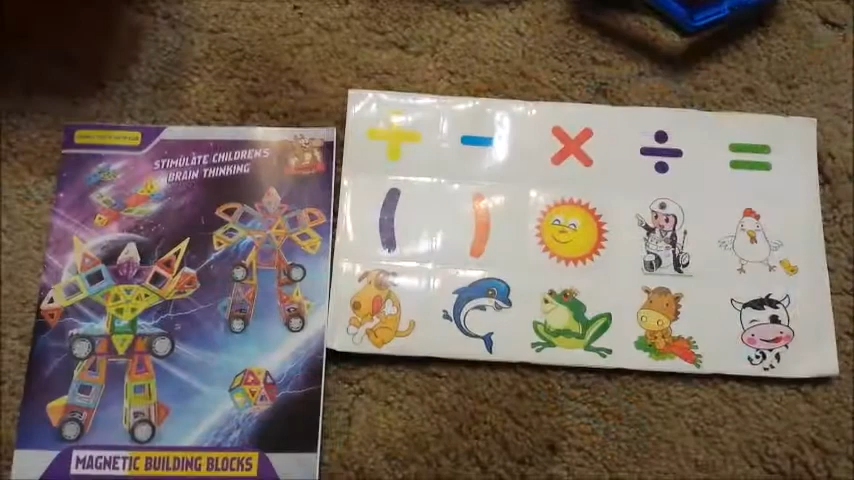 STIMULATE CHILDREN'S
BRAIN THINKING
MAGNETIC BUILDING BLOCKS
+ − × ÷ =
( )